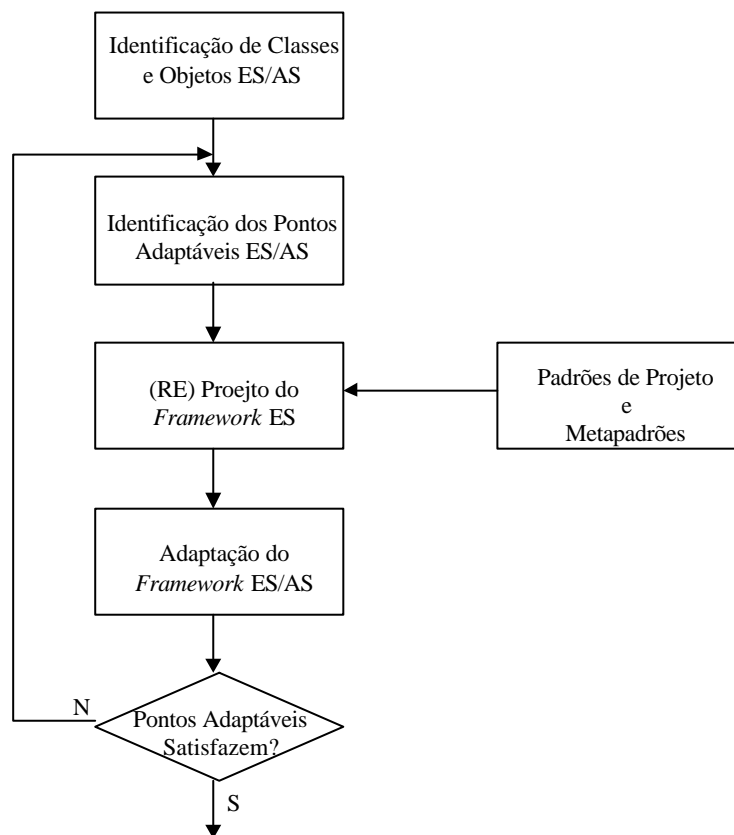 Identificação de Classes
e Objetos ES/AS
Identificação dos Pontos
Adaptáveis ES/AS
(RE) Proejto do
Framework ES
Padrões de Projeto
e
Metapadrões
Adaptação do
Framework ES/AS
N
Pontos Adaptáveis
Satisfazem?
S